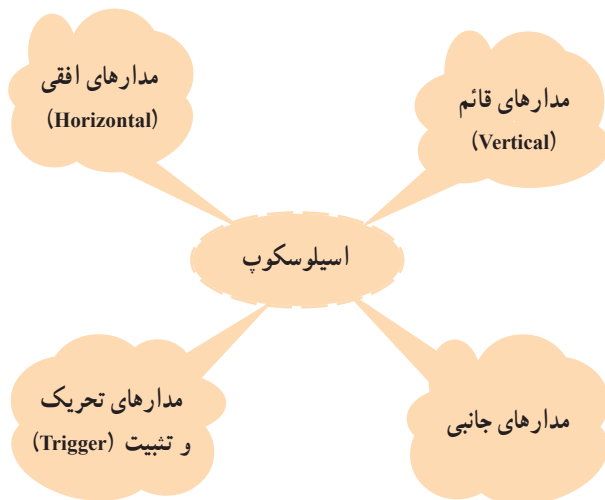 مدارهای قائم
(Vertical)
مدارهای افقی
(Horizontal)
اسیلوسکوپ
مدارهای جانبی
مدارهای تحریک
و تثبیت (Trigger)